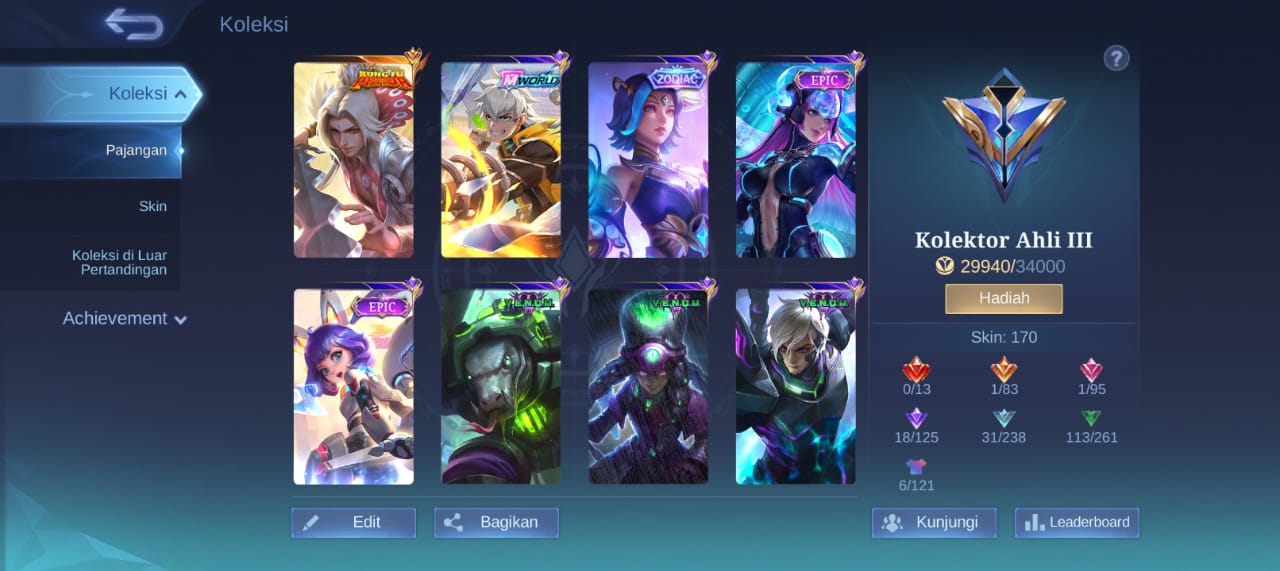 Koleksi
?
Koleksi
Pajangan
Skin
Koleksi di Luar
Pertandingan
Achievement
KUNG FU
PANDA
M WORLD
ZODIAC
EPIC
EPIC
V.E.N.O.M.
V.E.N.O.M.
V.E.N.O.M.
Edit
Bagikan
Kolektor Ahli III
29940/34000
Hadiah
Skin: 170
0/13
1/83
1/95
18/125
31/238
113/261
6/121
Kunjungi
Leaderboard